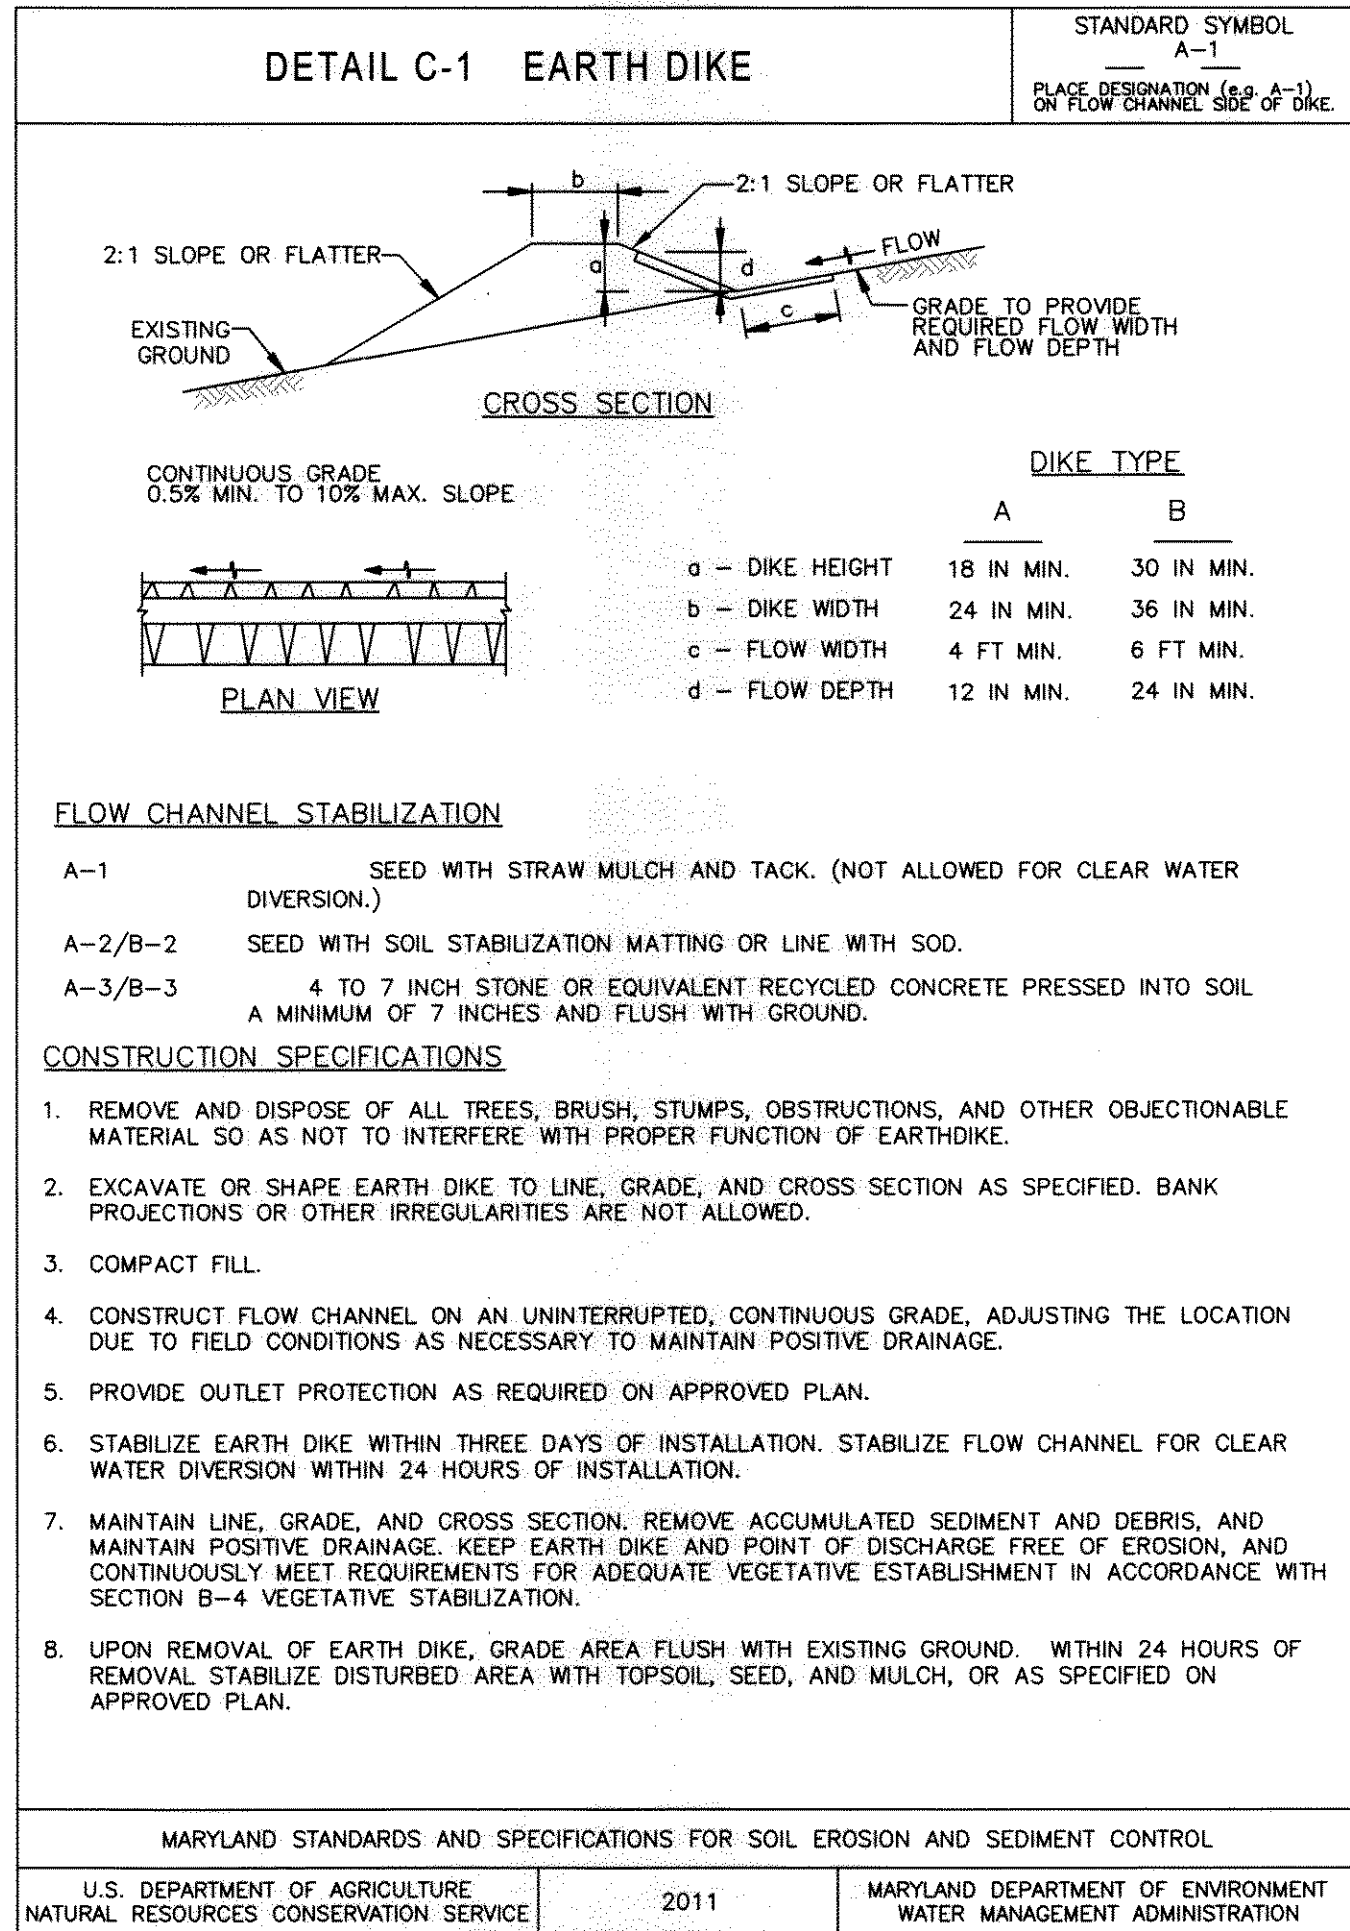 DETAIL C-1 EARTH DIKE
STANDARD SYMBOL
A-1
PLACE DESIGNATION (e.g. A-1)
ON FLOW CHANNEL SIDE OF DIKE.
b
2:1 SLOPE OR FLATTER
2:1 SLOPE OR FLATTER
a
d
FLOW
c
EXISTING
GROUND
GRADE TO PROVIDE
REQUIRED FLOW WIDTH
AND FLOW DEPTH
CROSS SECTION
CONTINUOUS GRADE
0.5% MIN. TO 10% MAX. SLOPE
PLAN VIEW
DIKE TYPE
A B
a - DIKE HEIGHT 18 IN MIN. 30 IN MIN.
b - DIKE WIDTH 24 IN MIN. 36 IN MIN.
c - FLOW WIDTH 4 FT MIN. 6 FT MIN.
d - FLOW DEPTH 12 IN MIN. 24 IN MIN.
FLOW CHANNEL STABILIZATION
A-1 SEED WITH STRAW MULCH AND TACK. (NOT ALLOWED FOR CLEAR WATER
DIVERSION.)
A-2/B-2 SEED WITH SOIL STABILIZATION MATTING OR LINE WITH SOD.
A-3/B-3 4 TO 7 INCH STONE OR EQUIVALENT RECYCLED CONCRETE PRESSED INTO SOIL
A MINIMUM OF 7 INCHES AND FLUSH WITH GROUND.
CONSTRUCTION SPECIFICATIONS
1. REMOVE AND DISPOSE OF ALL TREES, BRUSH, STUMPS, OBSTRUCTIONS, AND OTHER OBJECTIONABLE
MATERIAL SO AS NOT TO INTERFERE WITH PROPER FUNCTION OF EARTHDIKE.
2. EXCAVATE OR SHAPE EARTH DIKE TO LINE, GRADE, AND CROSS SECTION AS SPECIFIED. BANK
PROJECTIONS OR OTHER IRREGULARITIES ARE NOT ALLOWED.
3. COMPACT FILL.
4. CONSTRUCT FLOW CHANNEL ON AN UNINTERRUPTED, CONTINUOUS GRADE, ADJUSTING THE LOCATION
DUE TO FIELD CONDITIONS AS NECESSARY TO MAINTAIN POSITIVE DRAINAGE.
5. PROVIDE OUTLET PROTECTION AS REQUIRED ON APPROVED PLAN.
6. STABILIZE EARTH DIKE WITHIN THREE DAYS OF INSTALLATION. STABILIZE FLOW CHANNEL FOR CLEAR
WATER DIVERSION WITHIN 24 HOURS OF INSTALLATION.
7. MAINTAIN LINE, GRADE, AND CROSS SECTION. REMOVE ACCUMULATED SEDIMENT AND DEBRIS, AND
MAINTAIN POSITIVE DRAINAGE. KEEP EARTH DIKE AND POINT OF DISCHARGE FREE OF EROSION, AND
CONTINUOUSLY MEET REQUIREMENTS FOR ADEQUATE VEGETATIVE ESTABLISHMENT IN ACCORDANCE WITH
SECTION B-4 VEGETATIVE STABILIZATION.
8. UPON REMOVAL OF EARTH DIKE, GRADE AREA FLUSH WITH EXISTING GROUND. WITHIN 24 HOURS OF
REMOVAL STABILIZE DISTURBED AREA WITH TOPSOIL, SEED, AND MULCH, OR AS SPECIFIED ON
APPROVED PLAN.
MARYLAND STANDARDS AND SPECIFICATIONS FOR SOIL EROSION AND SEDIMENT CONTROL
U.S. DEPARTMENT OF AGRICULTURE
NATURAL RESOURCES CONSERVATION SERVICE
2011
MARYLAND DEPARTMENT OF ENVIRONMENT
WATER MANAGEMENT ADMINISTRATION